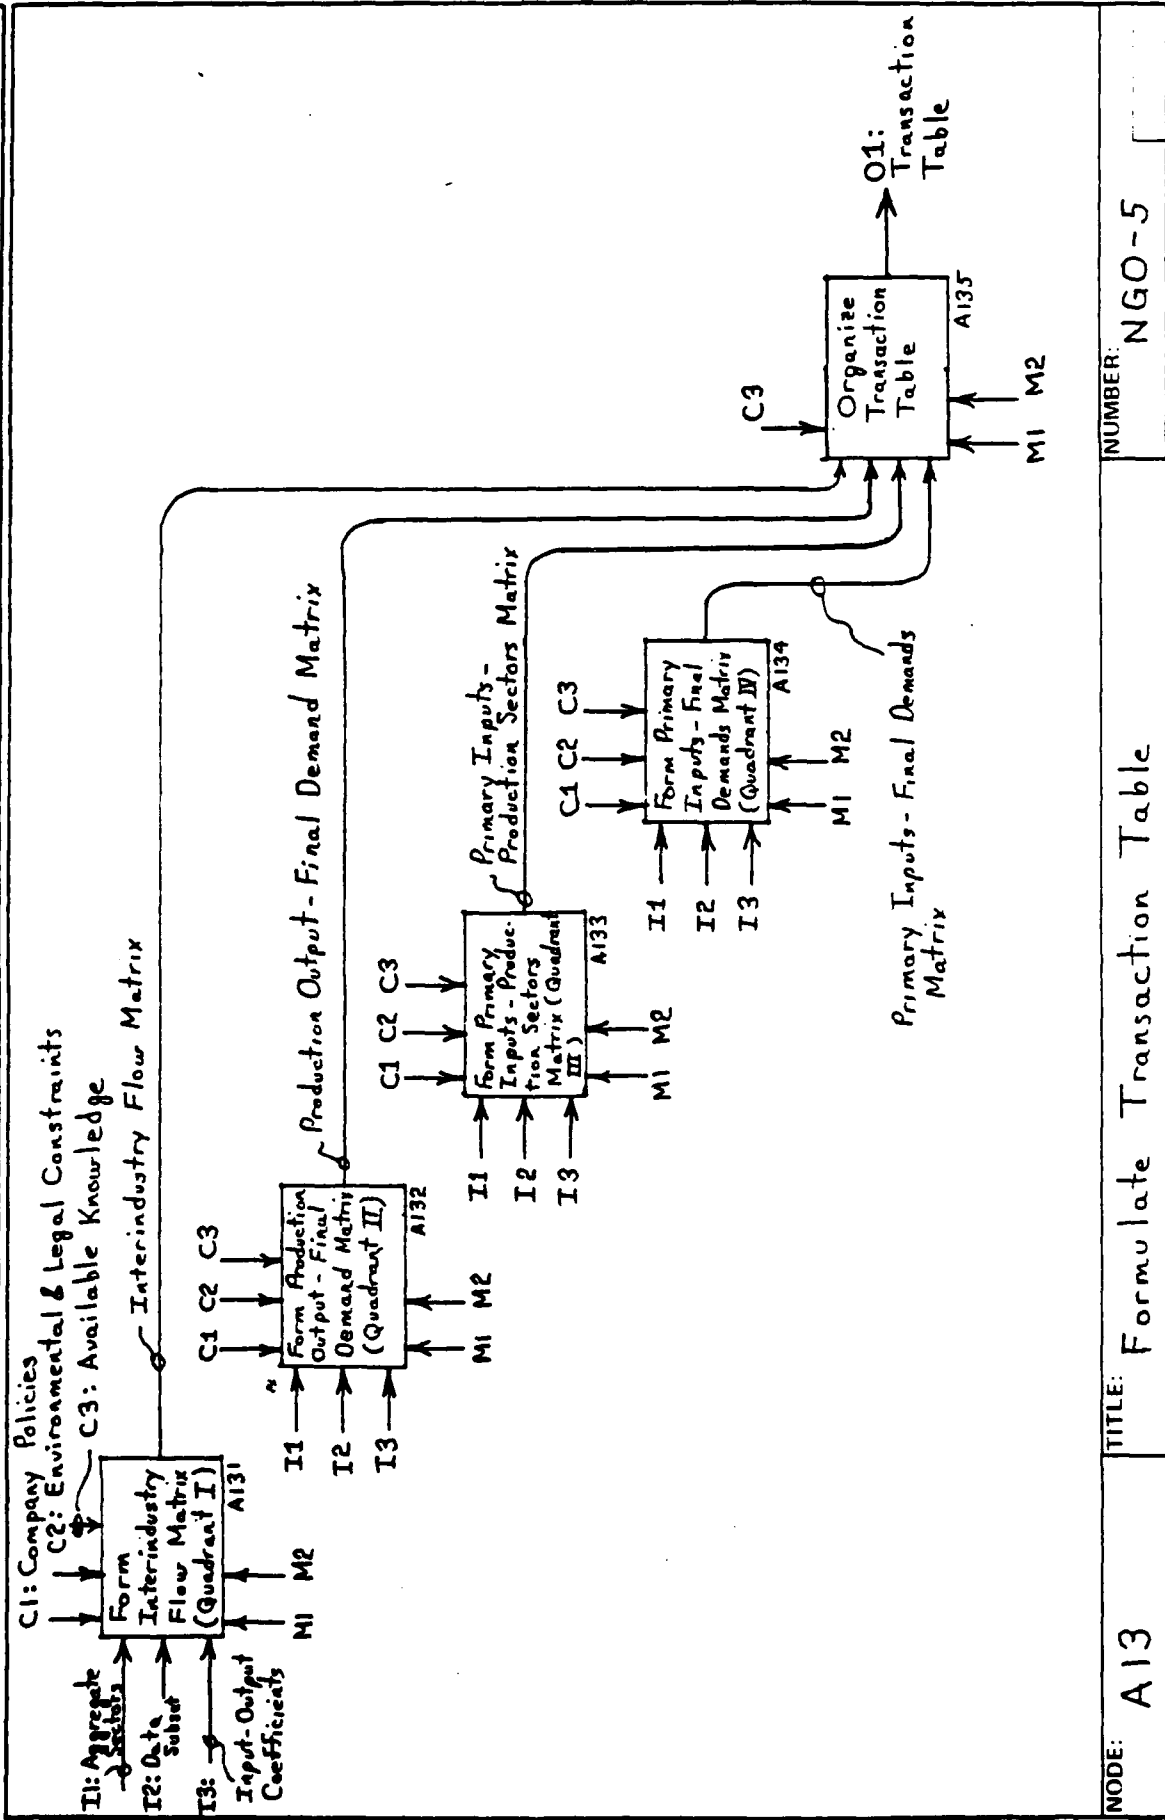 C1: Company Policies
C2: Environmental & Legal Constraints
C3: Available Knowledge
I1: Aggregate
Sectors
I2: Data
Subset
I3:
Input-Output
Coefficients
Form
Interindustry
Flow Matrix
(Quadrant I)
A131
M1
M2
Interindustry Flow Matrix
C1
C2
C3
I1
I2
I3
Form Production
Output-Final
Demand Matrix
(Quadrant II)
A132
M1
M2
Production Output-Final Demand Matrix
C1
C2
C3
I1
I2
I3
Form Primary
Inputs-Produc-
tion Sectors
Matrix (Quadrant
III)
A133
M1
M2
Primary Inputs-
Production Sectors Matrix
C1
C2
C3
I1
I2
I3
Form Primary
Inputs-Final
Demands Matrix
(Quadrant IV)
A134
M1
M2
Primary Inputs-Final Demands
Matrix
C3
Organize
Transaction
Table
A135
M1
M2
O1:
Transaction
Table
NODE: A13
TITLE: Formulate Transaction Table
NUMBER: NGO-5